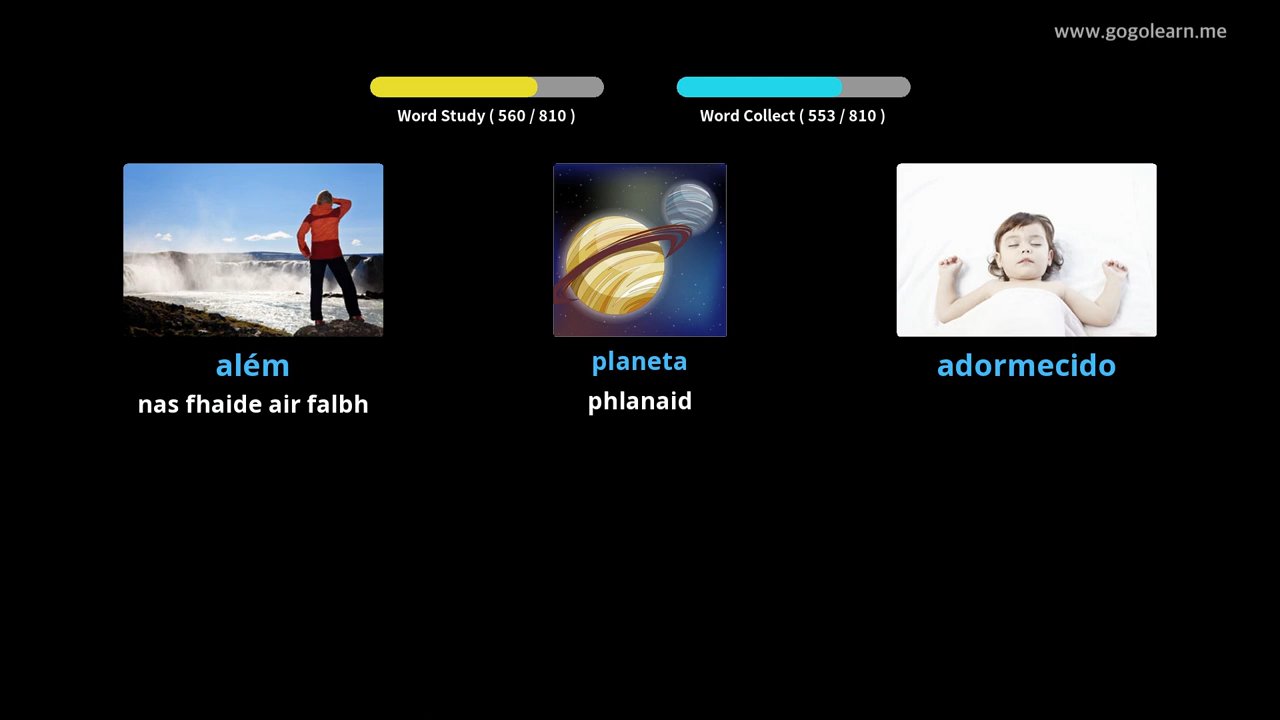 www.gogolearn.me
Word Study ( 560 / 810 )
Word Collect ( 553 / 810 )
além
nas fhaide air falbh
planeta
phlanaid
adormecido